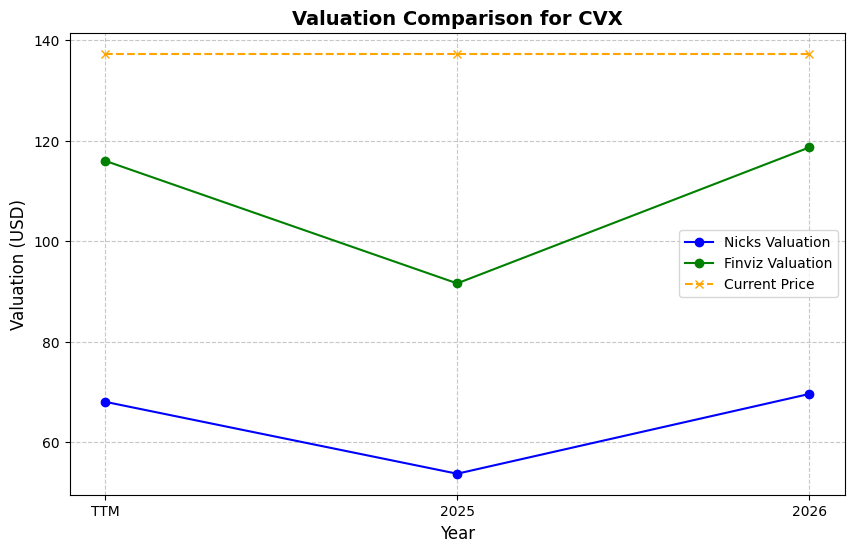 Valuation Comparison for CVX
Valuation (USD)
140
120
100
80
60
Nicks Valuation
Finviz Valuation
Current Price
TTM
2025
2026
Year